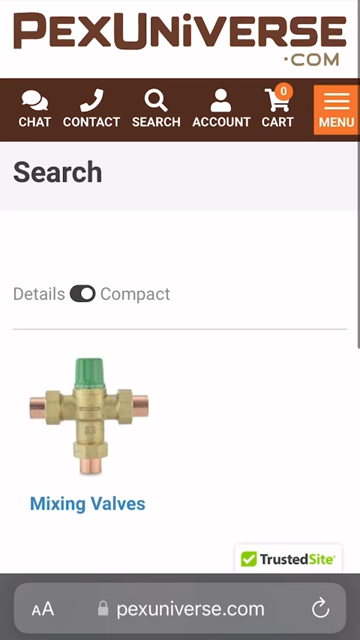 PexUniverse
.COM
0
CHAT CONTACT SEARCH ACCOUNT CART MENU
Search
Details Compact
Mixing Valves
TrustedSite
AA pexuniverse.com